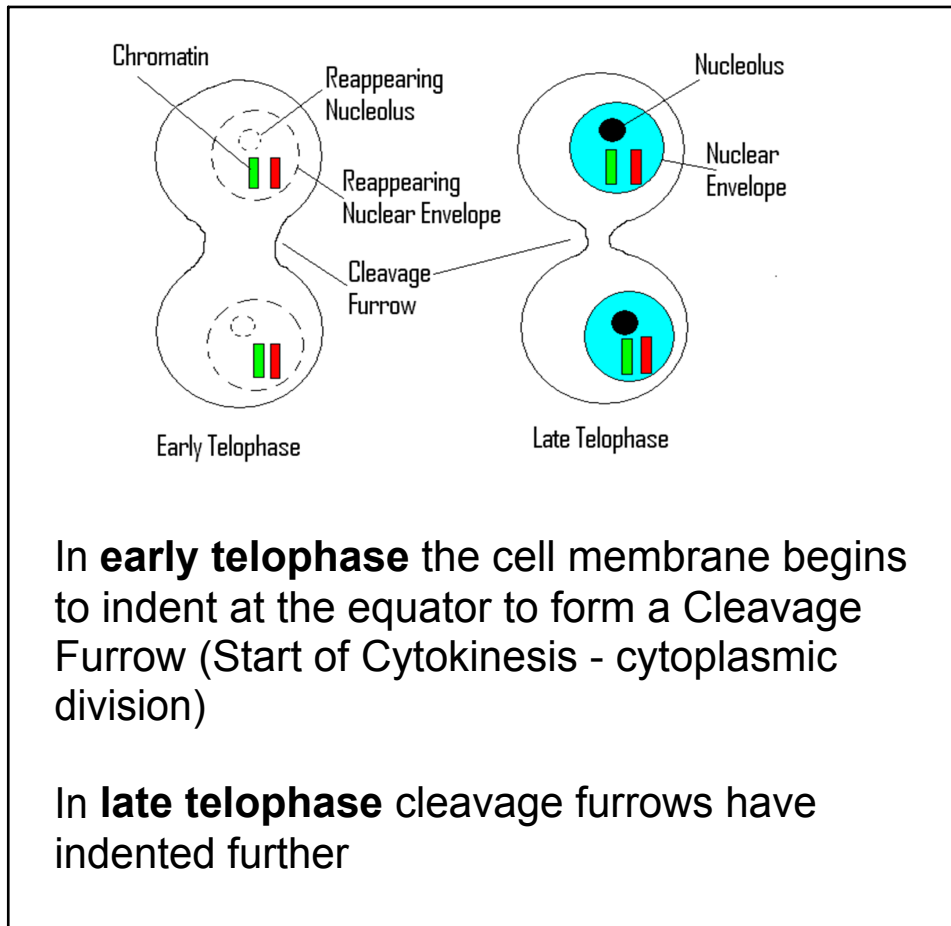 Chromatin
Reappearing
Nucleolus
Reappearing
Nuclear Envelope
Cleavage
Furrow
Early Telophase
Nucleolus
Nuclear
Envelope
Late Telophase
In early telophase the cell membrane begins
to indent at the equator to form a Cleavage
Furrow (Start of Cytokinesis - cytoplasmic
division)
In late telophase cleavage furrows have
indented further